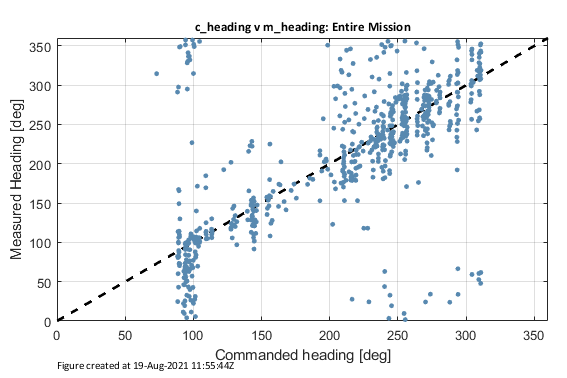 c_heading v m_heading: Entire Mission
350
300
250
200
150
100
50
0
Measured Heading [deg]
0 50 100 150 200 250 300 350
Commanded heading [deg]
Figure created at 19-Aug-2021 11:55:44Z